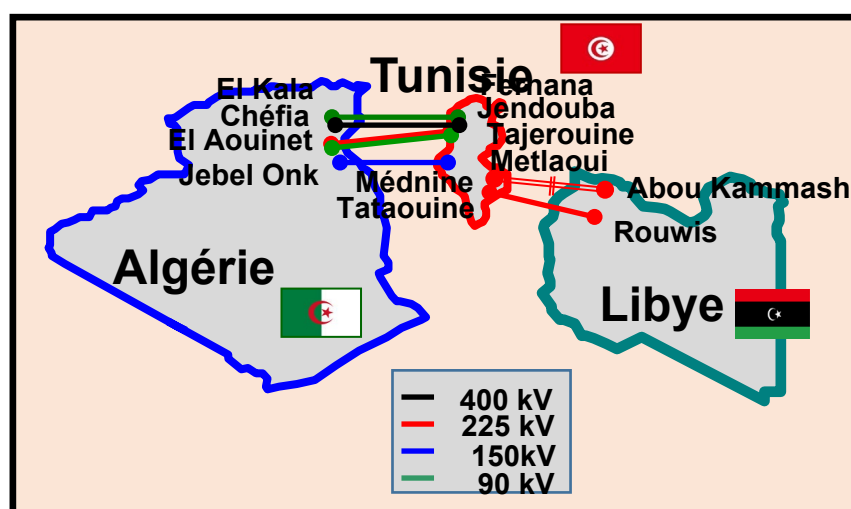 Tunisie
El Kala
Fernana
Chéfia
Jendouba
El Aouinet
Tajerouine
Metlaoui
Jebel Onk
Médnine
Abou Kammash
Tataouine
Rouwis
Algérie
Libye
400 kV
225 kV
150kV
90 kV